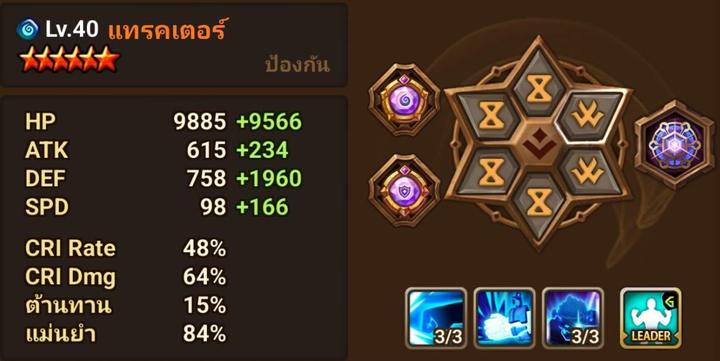 Lv.40 แทรคเตอร์
ป้องกัน
HP 9885 +9566
ATK 615 +234
DEF 758 +1960
SPD 98 +166
CRI Rate 48%
CRI Dmg 64%
ต้านทาน 15%
แม่นยำ 84%
3/3 3/3 G
LEADER